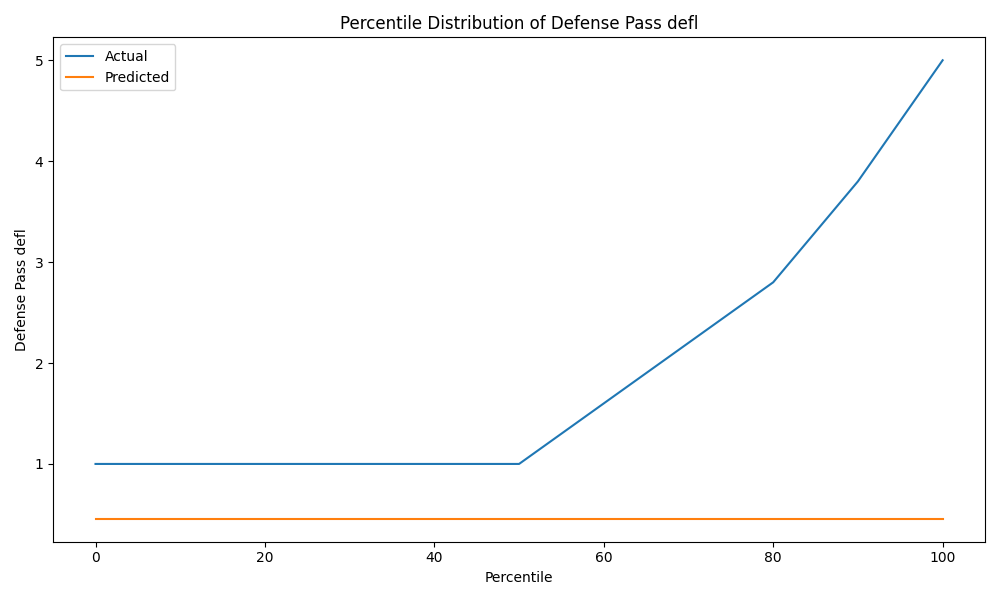 Percentile Distribution of Defense Pass defl
Actual
Predicted
5
4
3
2
1
Defense Pass defl
0 20 40 60 80 100
Percentile